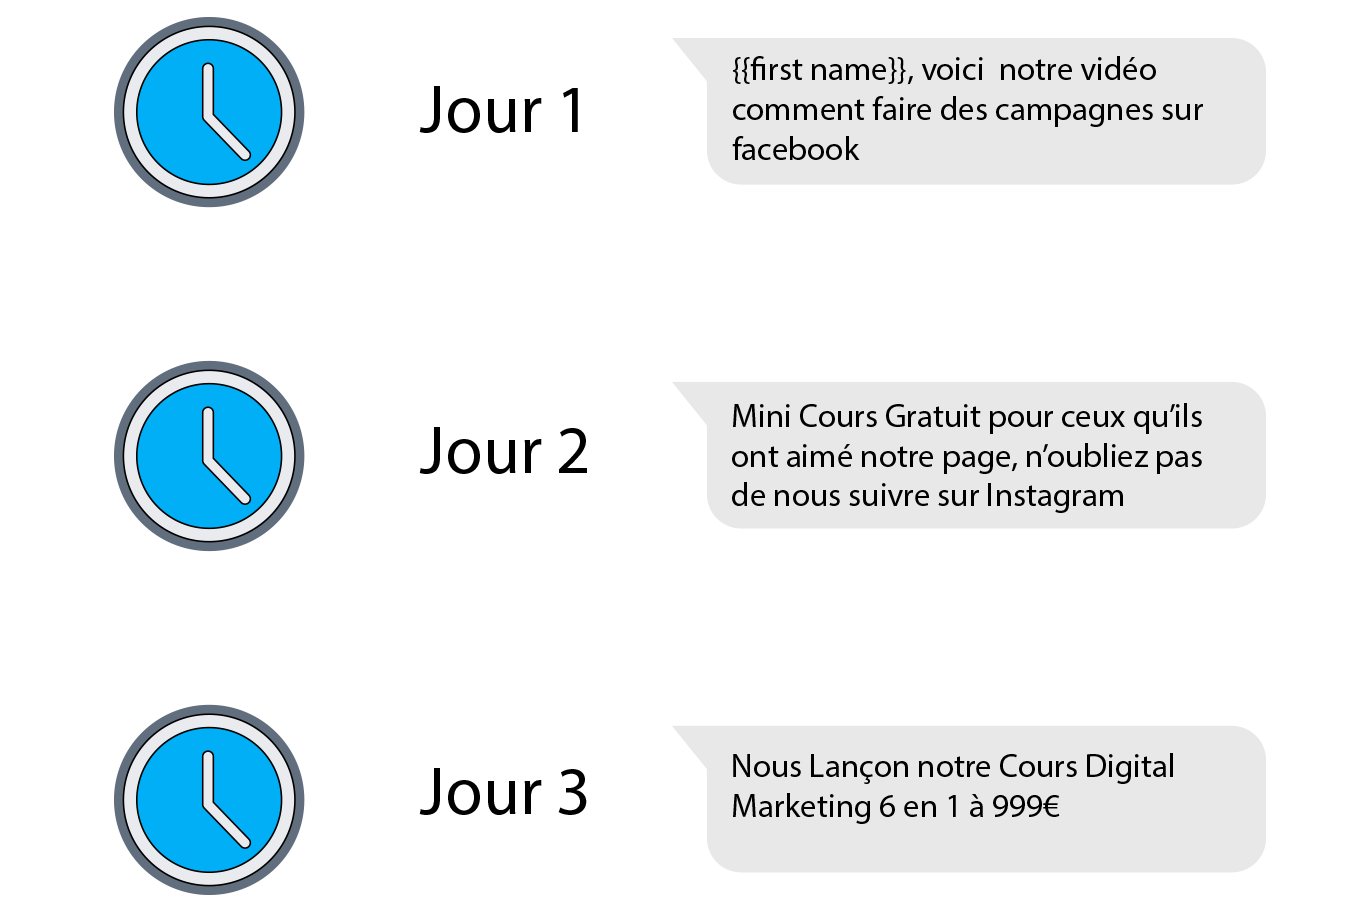 Jour 1
{{first name}}, voici  notre vidéo
comment faire des campagnes sur
facebook
Jour 2
Mini Cours Gratuit pour ceux qu’ils
ont aimé notre page, n’oubliez pas
de nous suivre sur Instagram
Jour 3
Nous Lançon notre Cours Digital
Marketing 6 en 1 à 999€